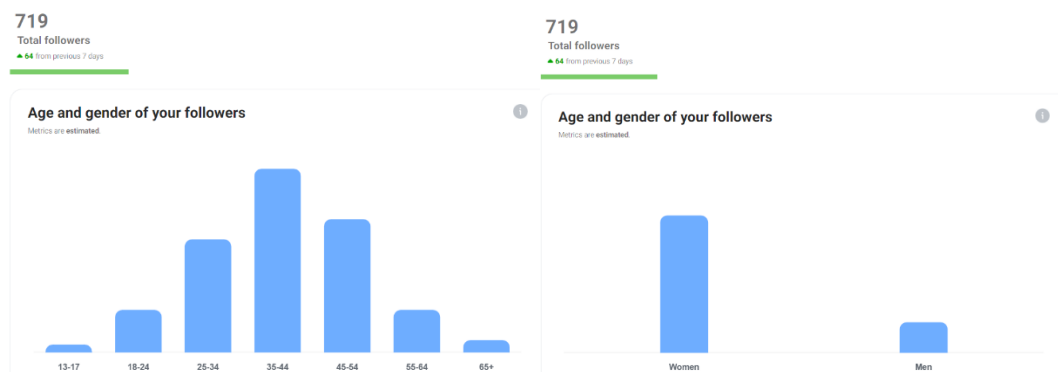 719
Total followers
64 from previous 7 days
Age and gender of your followers
Metrics are estimated.
13-17 18-24 25-34 35-44 45-54 55-64 65+
719
Total followers
64 from previous 7 days
Age and gender of your followers
Metrics are estimated.
Women Men